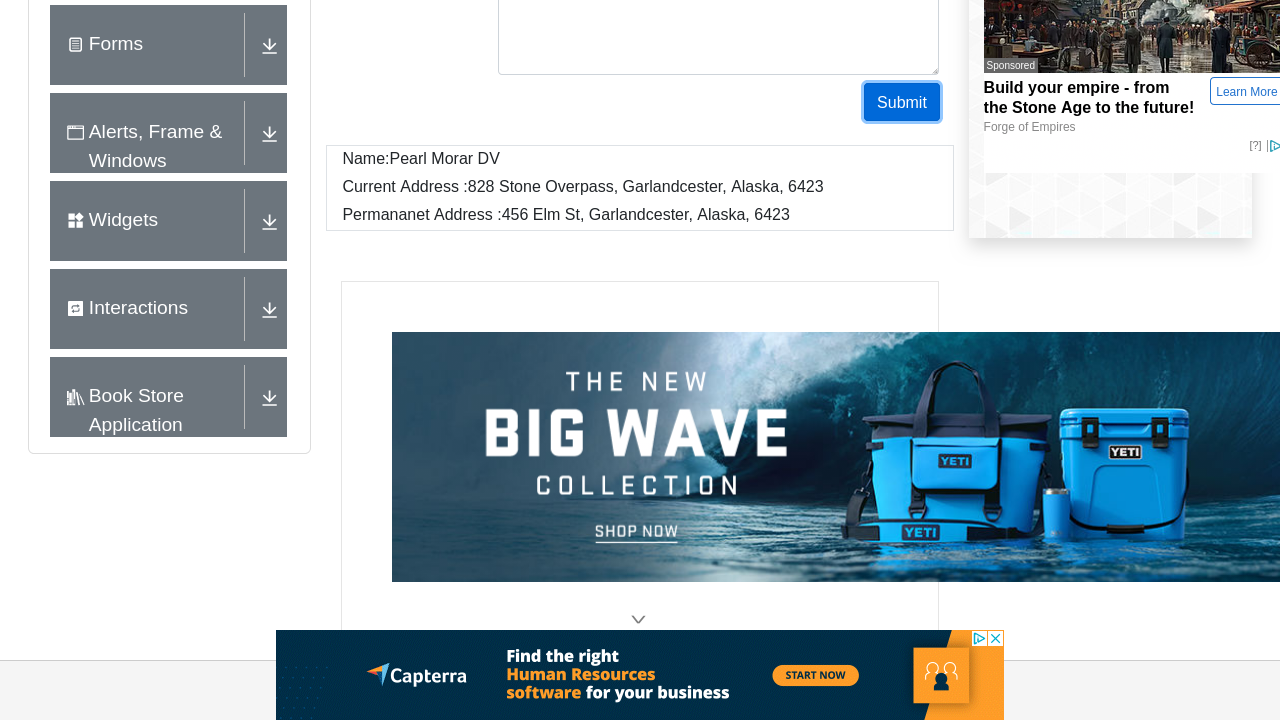 Forms
Alerts, Frame &
Windows
Widgets
Interactions
Book Store
Application
Submit
Name:Pearl Morar DV
Current Address :828 Stone Overpass, Garlandcester, Alaska, 6423
Permananet Address :456 Elm St, Garlandcester, Alaska, 6423
Sponsored
Build your empire - from
the Stone Age to the future!
Learn More
Forge of Empires
[?]
THE NEW
BIG WAVE
COLLECTION
SHOP NOW
YETI
YETI
YETI
Capterra
Find the right
Human Resources
software for your business
START NOW